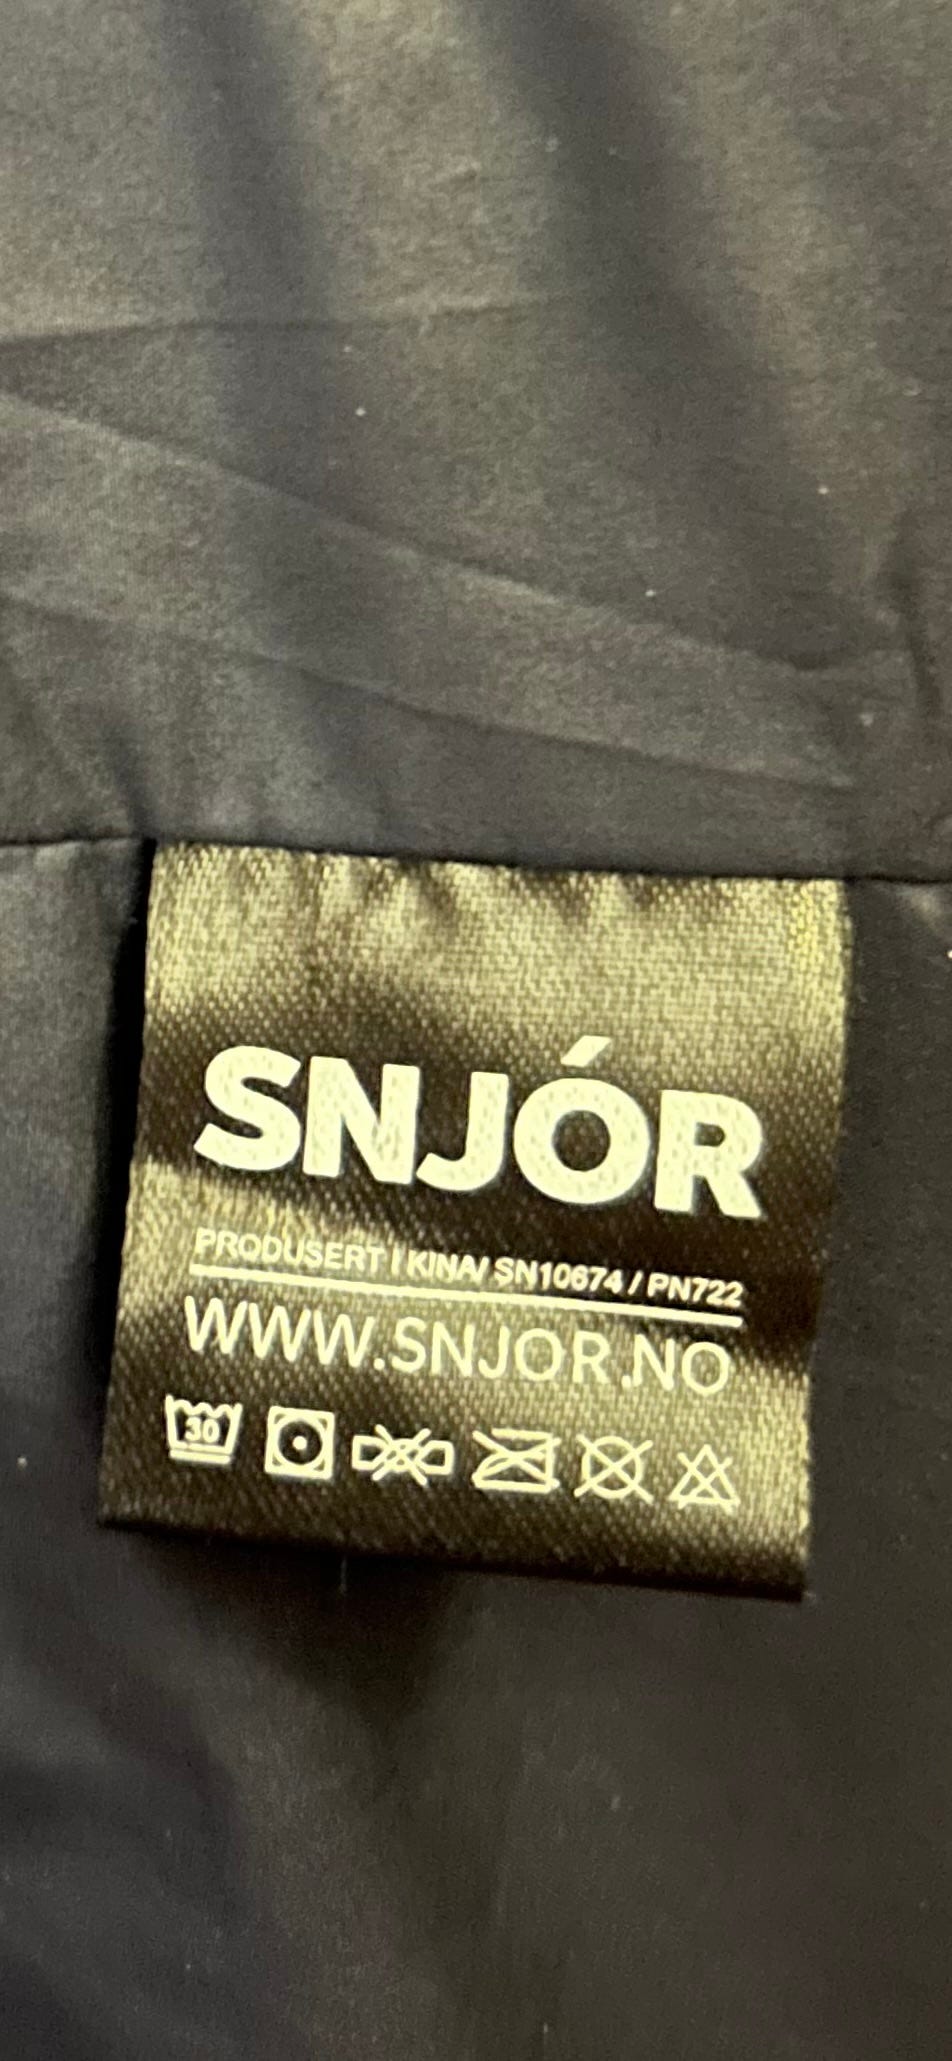 SNJÓR
PRODUSERT I KINA/ SN10674 / PN722
WWW.SNJOR.NO
30